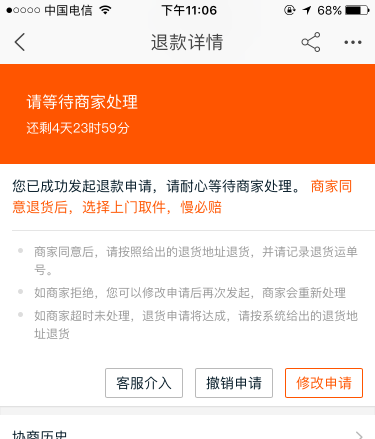 中国电信 下午11:06 68%
退款详情
请等待商家处理
还剩4天23时59分
您已成功发起退款申请，请耐心等待商家处理。 商家同
意退货后，选择上门取件，慢必赔
商家同意后，请按照给出的退货地址退货，并请记录退货运单
号。
如商家拒绝，您可以修改申请后再次发起，商家会重新处理
如商家超时未处理，退货申请将达成，请按系统给出的退货地
址退货
客服介入 撤销申请 修改申请
协商历史